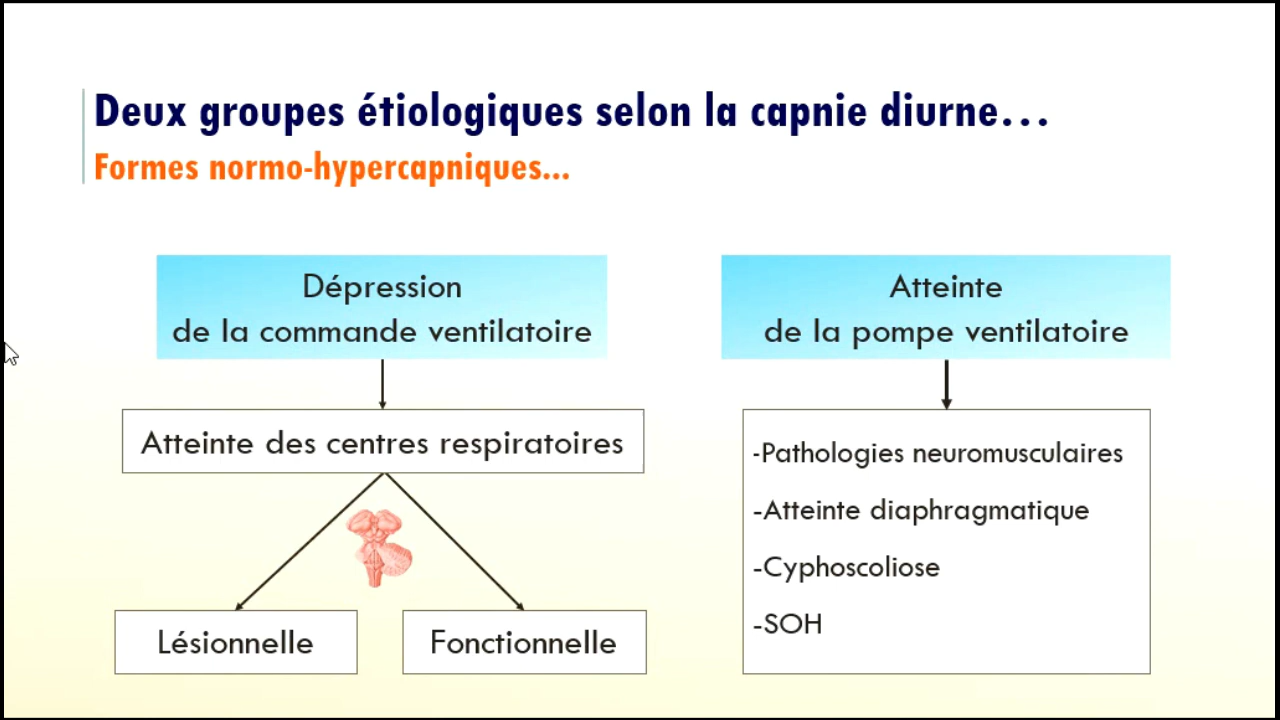 Deux groupes étiologiques selon la capnie diurne...
Formes normo-hypercapniques...
Dépression
de la commande ventilatoire
Atteinte des centres respiratoires
Lésionnelle
Fonctionnelle
Atteinte
de la pompe ventilatoire
-Pathologies neuromusculaires
-Atteinte diaphragmatique
-Cyphoscoliose
-SOH